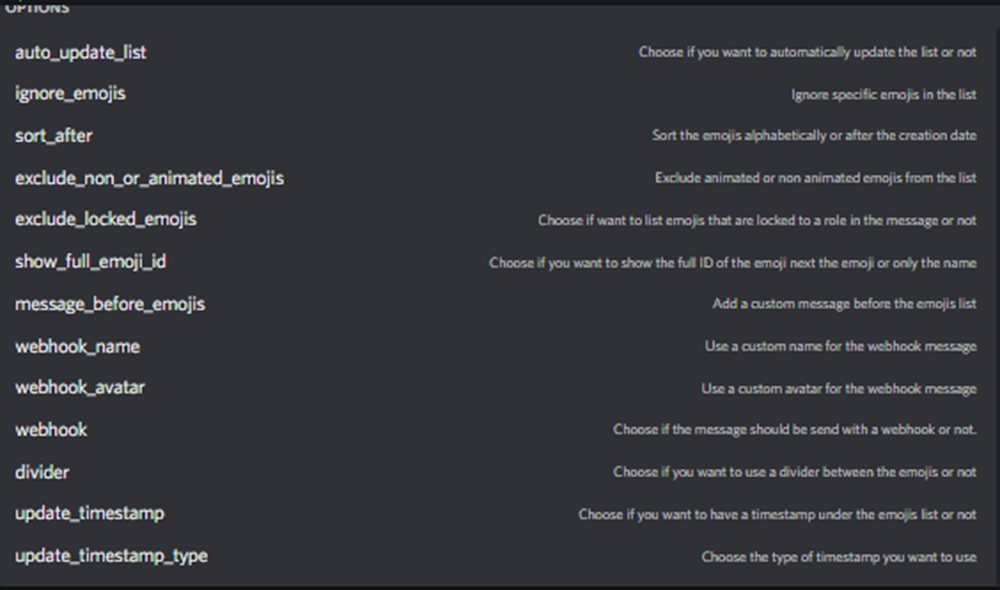 OPTIONS
auto_update_list Choose if you want to automatically update the list or not
ignore_emojis Ignore specific emojis in the list
sort_after Sort the emojis alphabetically or after the creation date
exclude_non_or_animated_emojis Exclude animated or non animated emojis from the list
exclude_locked_emojis Choose if want to list emojis that are locked to a role in the message or not
show_full_emoji_id Choose if you want to show the full ID of the emoji next the emoji or only the name
message_before_emojis Add a custom message before the emojis list
webhook_name Use a custom name for the webhook message
webhook_avatar Use a custom avatar for the webhook message
webhook Choose if the message should be send with a webhook or not.
divider Choose if you want to use a divider between the emojis or not
update_timestamp Choose if you want to have a timestamp under the emojis list or not
update_timestamp_type Choose the type of timestamp you want to use